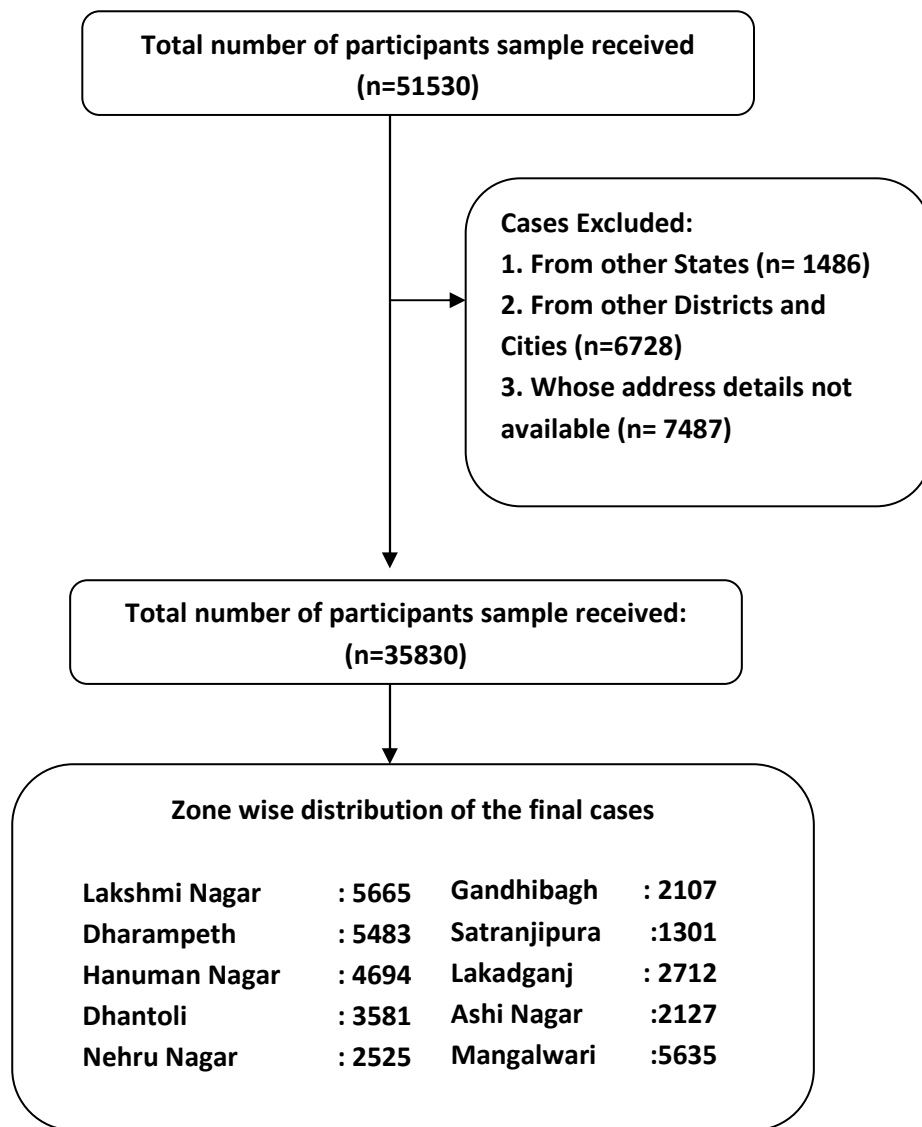 Total number of participants sample received
(n=51530)
Cases Excluded:
1. From other States (n= 1486)
2. From other Districts and
Cities (n=6728)
3. Whose address details not
available (n= 7487)
Total number of participants sample received:
(n=35830)
Zone wise distribution of the final cases
Lakshmi Nagar : 5665
Dharampeth : 5483
Hanuman Nagar : 4694
Dhantoli : 3581
Nehru Nagar : 2525
Gandhibagh : 2107
Satranjipura :1301
Lakadganj : 2712
Ashi Nagar :2127
Mangalwari :5635